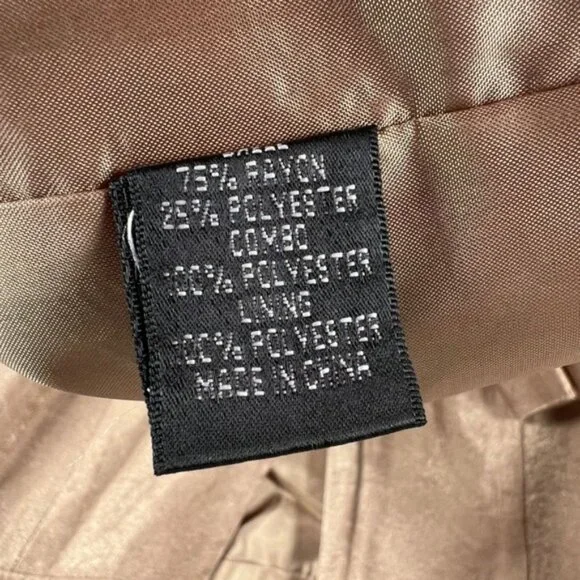 75% RAYON
25% POLYESTER
COMBO
100% POLYESTER
LINING
100% POLYESTER
MADE IN CHINA